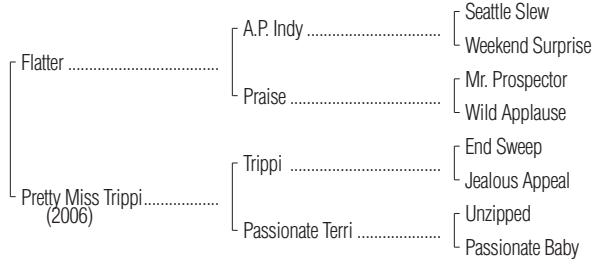 Seattle Slew
A.P. Indy ..............................
Weekend Surprise
Flatter ..................................
Mr. Prospector
Praise ..................................
Wild Applause
End Sweep
Trippi ..................................
Jealous Appeal
Pretty Miss Trippi.................
(2006)
Unzipped
Passionate Terri ...................
Passionate Baby